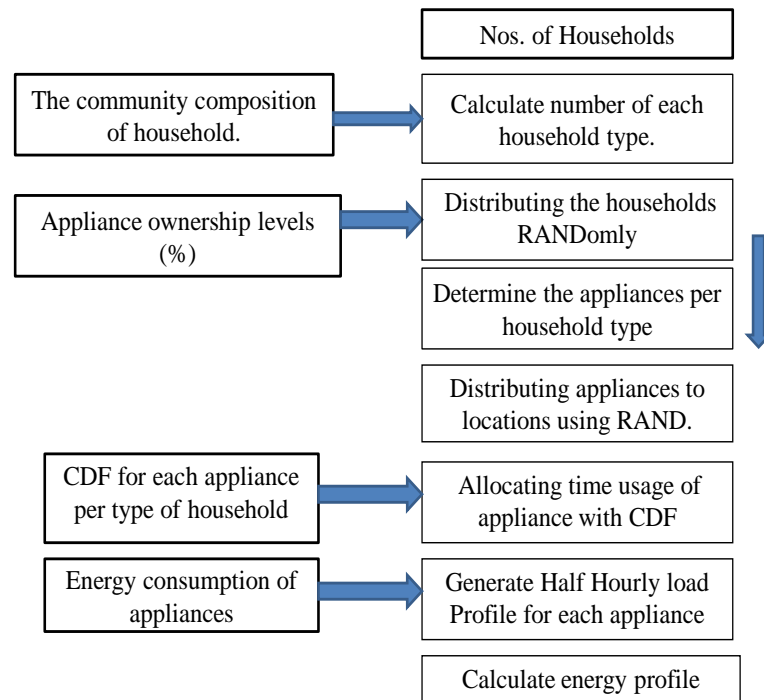 Nos. of Households
The community composition
of household.
Calculate number of each
household type.
Appliance ownership levels
(%)
Distributing the households
RANDomly
Determine the appliances per
household type
Distributing appliances to
locations using RAND.
CDF for each appliance
per type of household
Allocating time usage of
appliance with CDF
Energy consumption of
appliances
Generate Half Hourly load
Profile for each appliance
Calculate energy profile